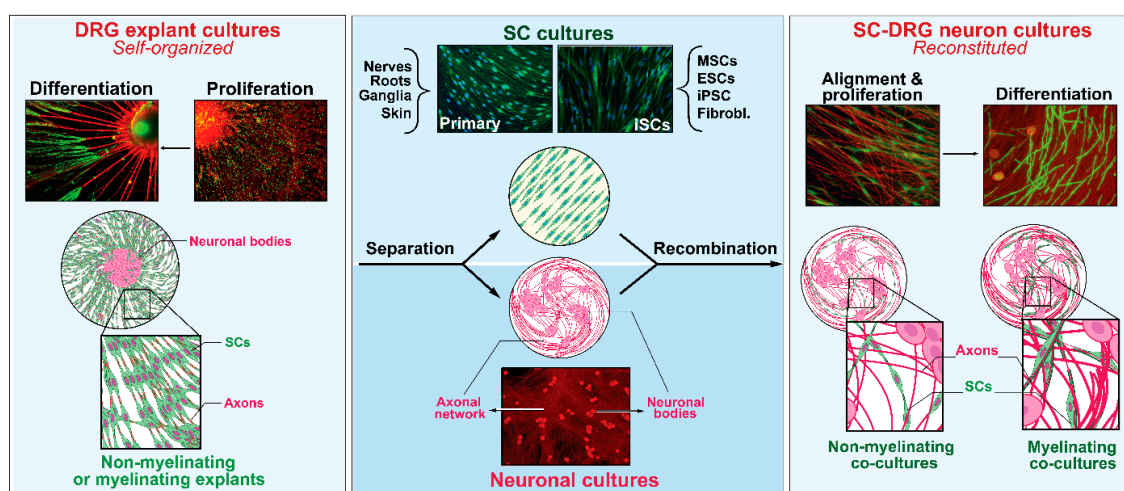 DRG explant cultures
Self-organized
Differentiation
Proliferation
Neuronal bodies
SCs
Axons
Non-myelinating
or myelinating explants
SC cultures
Nerves
Roots
Ganglia
Skin
Primary
iSCs
MSCs
ESCs
iPSC
Fibrobl.
Separation
Recombination
Axonal
network
Neuronal
bodies
Neuronal cultures
SC-DRG neuron cultures
Reconstituted
Alignment &
proliferation
Differentiation
Axons
SCs
Non-myelinating
co-cultures
Myelinating
co-cultures